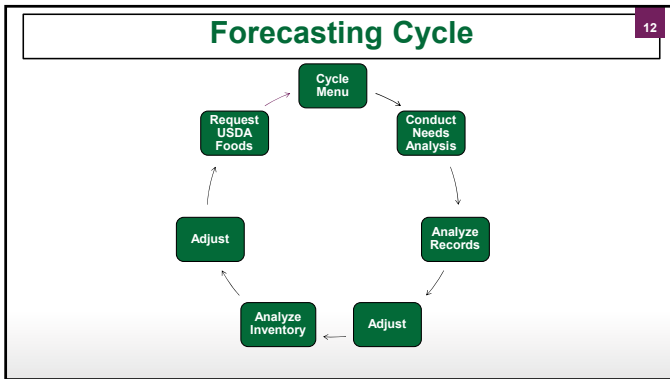 Forecasting Cycle
12
Cycle
Menu
Conduct
Needs
Analysis
Analyze
Records
Adjust
Analyze
Inventory
Adjust
Request
USDA
Foods